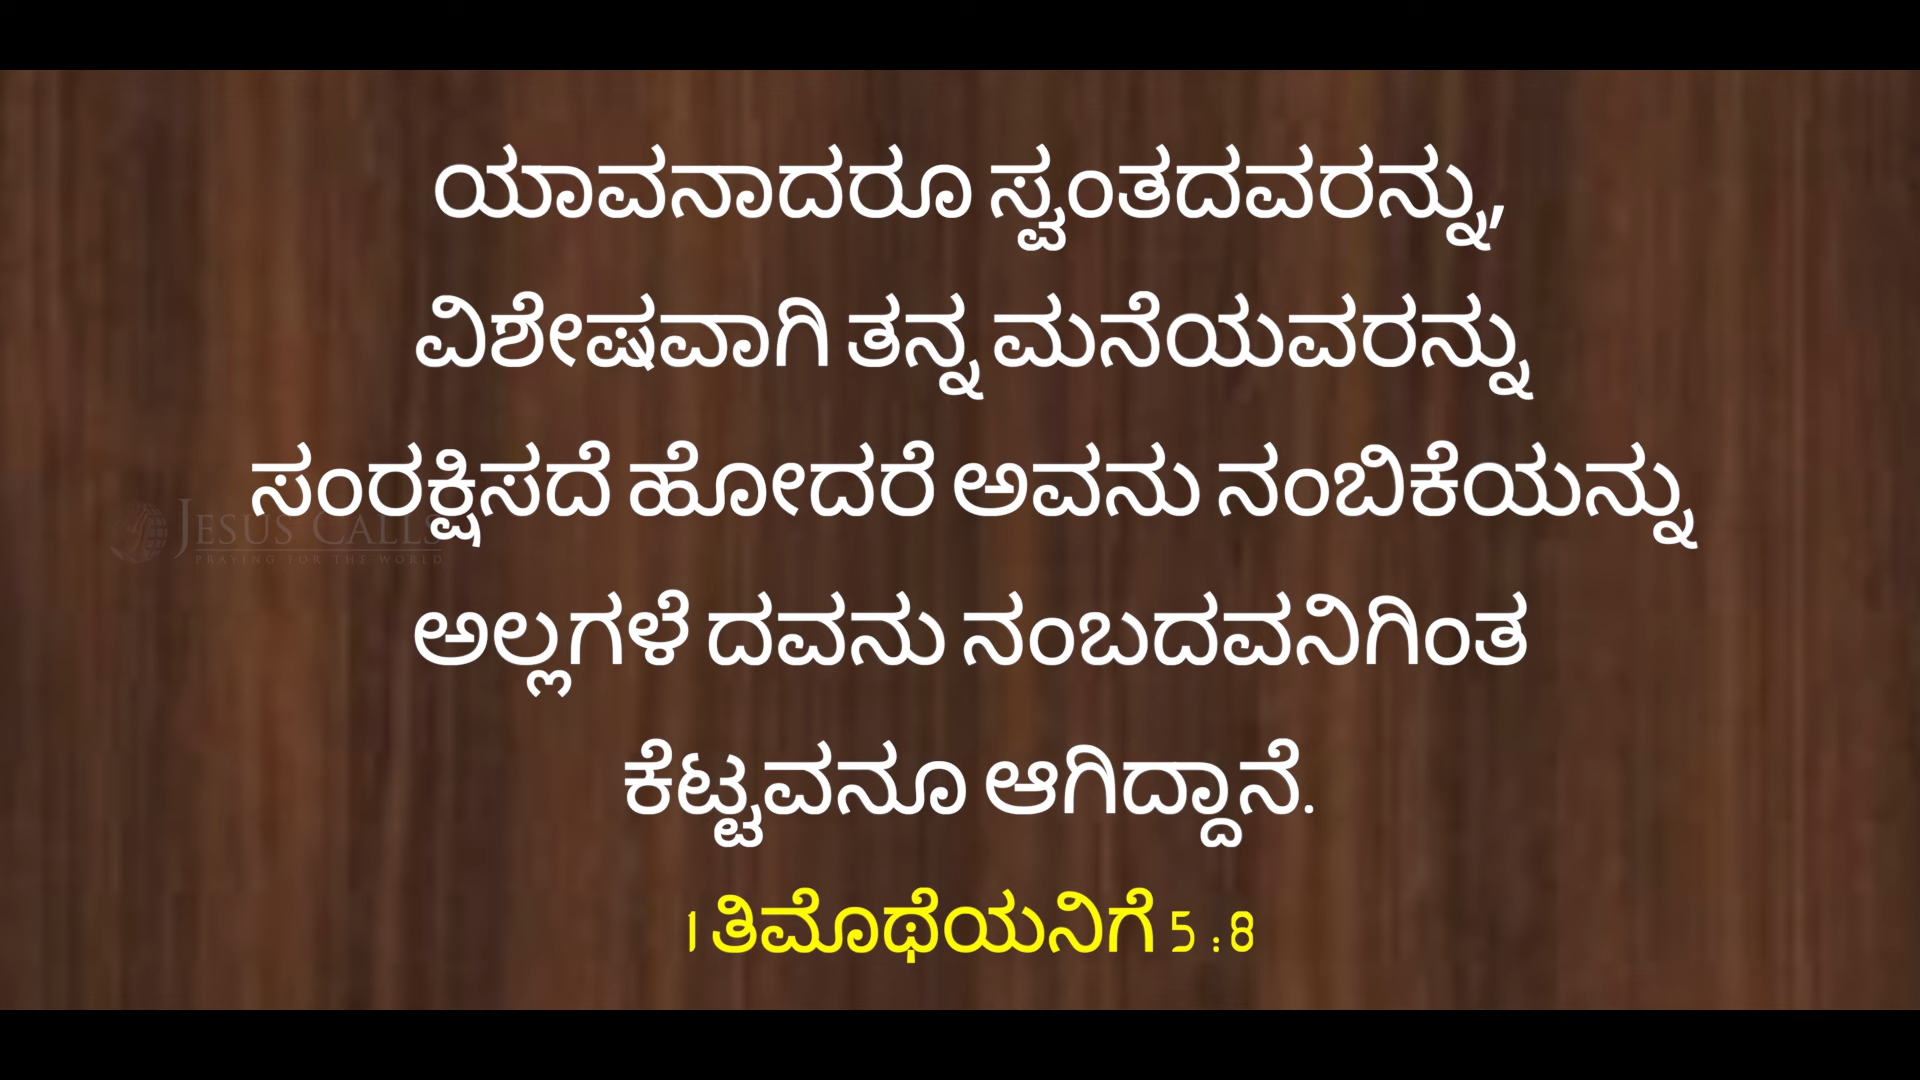 ಯಾವನಾದರೂ ಸ್ವಂತದವರನ್ನು,
ವಿಶೇಷವಾಗಿ ತನ್ನ ಮನೆಯವರನ್ನು
ಸಂರಕ್ಷಿಸದೆ ಹೋದರೆ ಅವನು ನಂಬಿಕೆಯನ್ನು
JESUS CALLS
PRAYING FOR THE WORLD
ಅಲ್ಲಗಳೆ ದವನು ನಂಬದವನಿಗಿಂತ
ಕೆಟ್ಟವನೂ ಆಗಿದ್ದಾನೆ.
1 ತಿಮೊಥೆಯನಿಗೆ 5 : 8